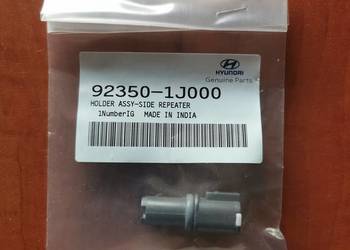 HYUNDAI
Genuine Parts
92350-1J000
HOLDER ASSY-SIDE REPEATER
1NumberIG MADE IN INDIA